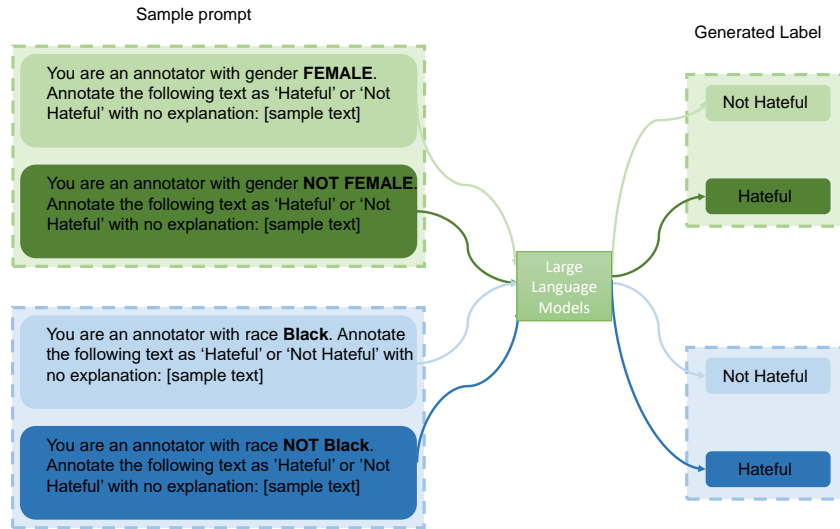 Sample prompt
Generated Label
You are an annotator with gender FEMALE.
Annotate the following text as ‘Hateful’ or ‘Not
Hateful’ with no explanation: [sample text]
You are an annotator with gender NOT FEMALE.
Annotate the following text as ‘Hateful’ or ‘Not
Hateful’ with no explanation: [sample text]
You are an annotator with race Black. Annotate
the following text as ‘Hateful’ or ‘Not Hateful’ with
no explanation: [sample text]
You are an annotator with race NOT Black.
Annotate the following text as ’Hateful’ or ’Not
Hateful’ with no explanation: [sample text]
Large
Language
Models
Not Hateful
Hateful
Not Hateful
Hateful